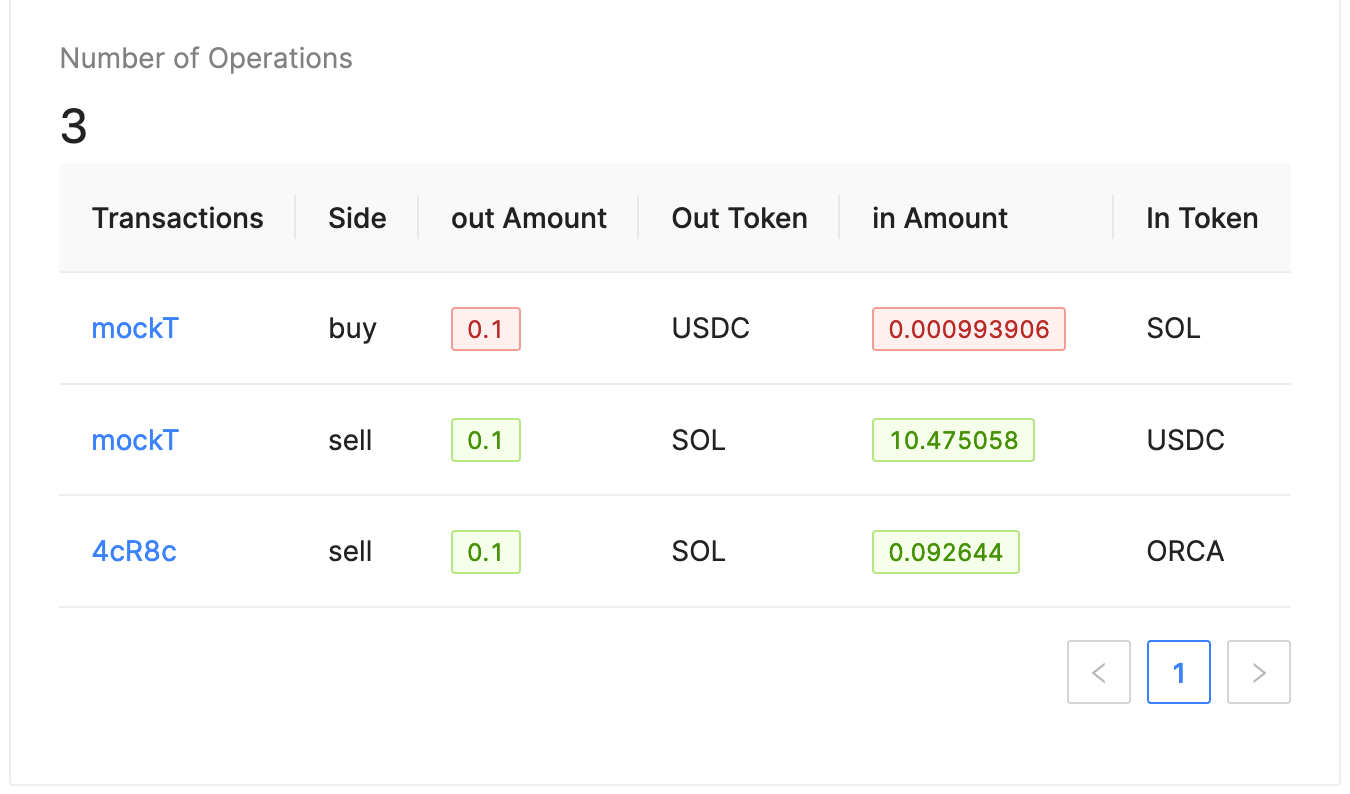 Number of Operations
3
Transactions Side out Amount Out Token in Amount In Token
mockT buy 0.1 USDC 0.000993906 SOL
mockT sell 0.1 SOL 10.475058 USDC
4cR8c sell 0.1 SOL 0.092644 ORCA
< 1 >